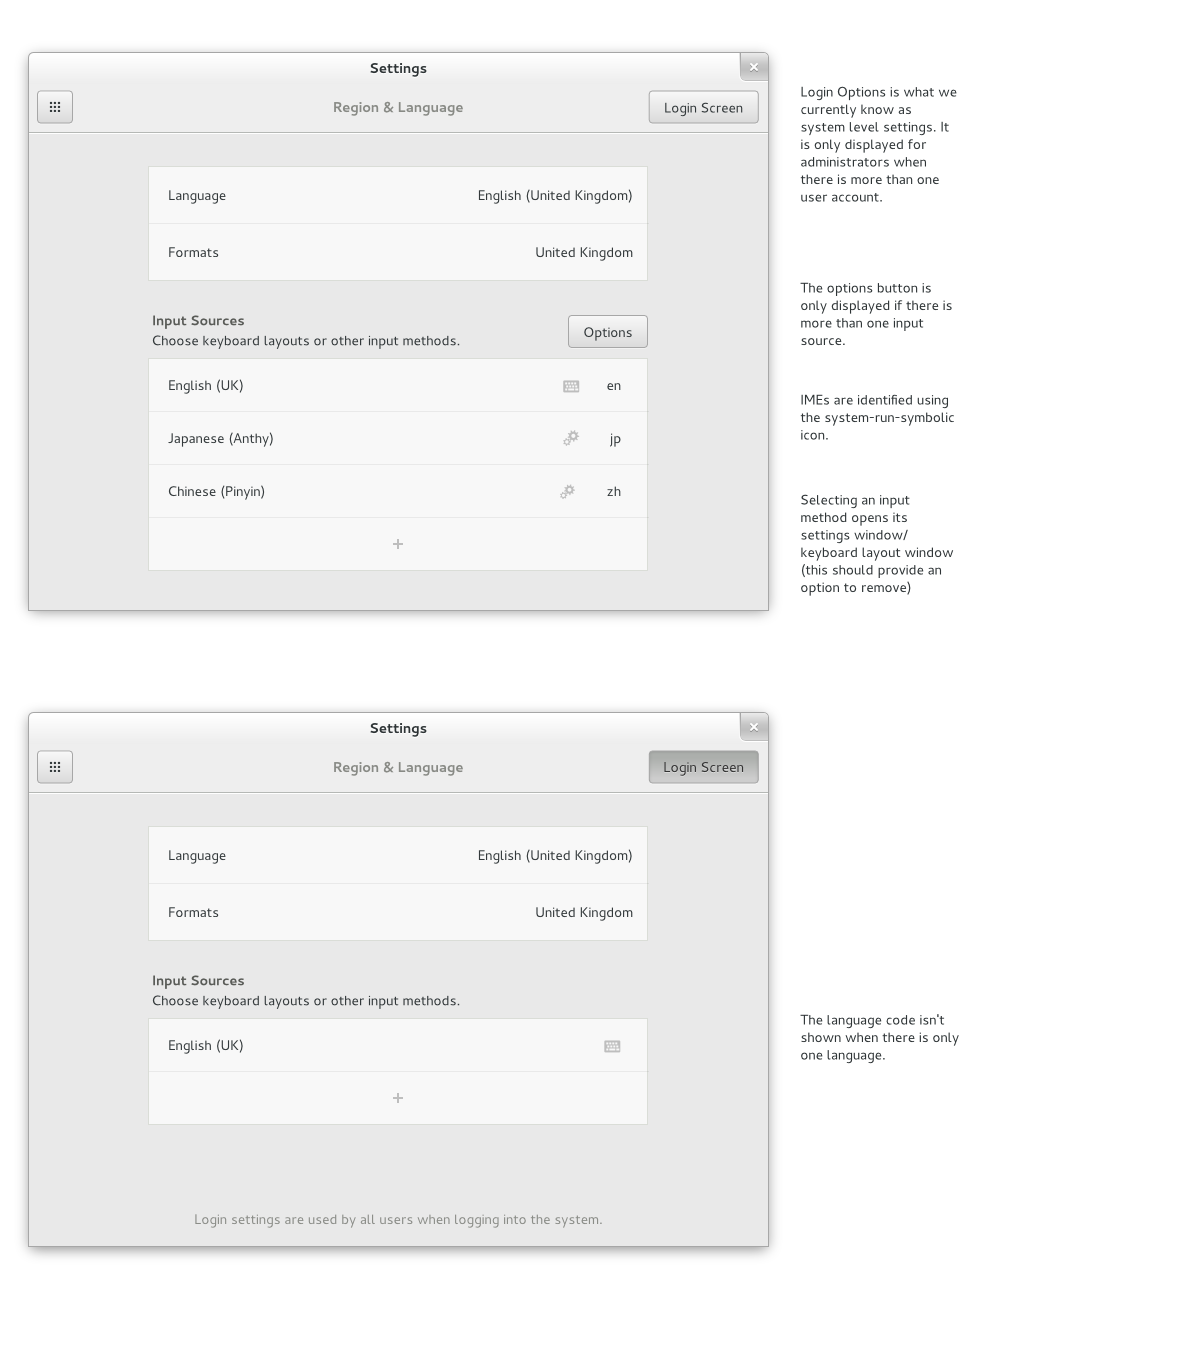 Settings
Region & Language
Login Screen
Language English (United Kingdom)
Formats United Kingdom
Input Sources
Choose keyboard layouts or other input methods.
Options
English (UK) en
Japanese (Anthy) jp
Chinese (Pinyin) zh
+
Login Options is what we
currently know as
system level settings. It
is only displayed for
administrators when
there is more than one
user account.
The options button is
only displayed if there is
more than one input
source.
IMEs are identified using
the system-run-symbolic
icon.
Selecting an input
method opens its
settings window/
keyboard layout window
(this should provide an
option to remove)
Settings
Region & Language
Login Screen
Language English (United Kingdom)
Formats United Kingdom
Input Sources
Choose keyboard layouts or other input methods.
English (UK)
+
Login settings are used by all users when logging into the system.
The language code isn't
shown when there is only
one language.